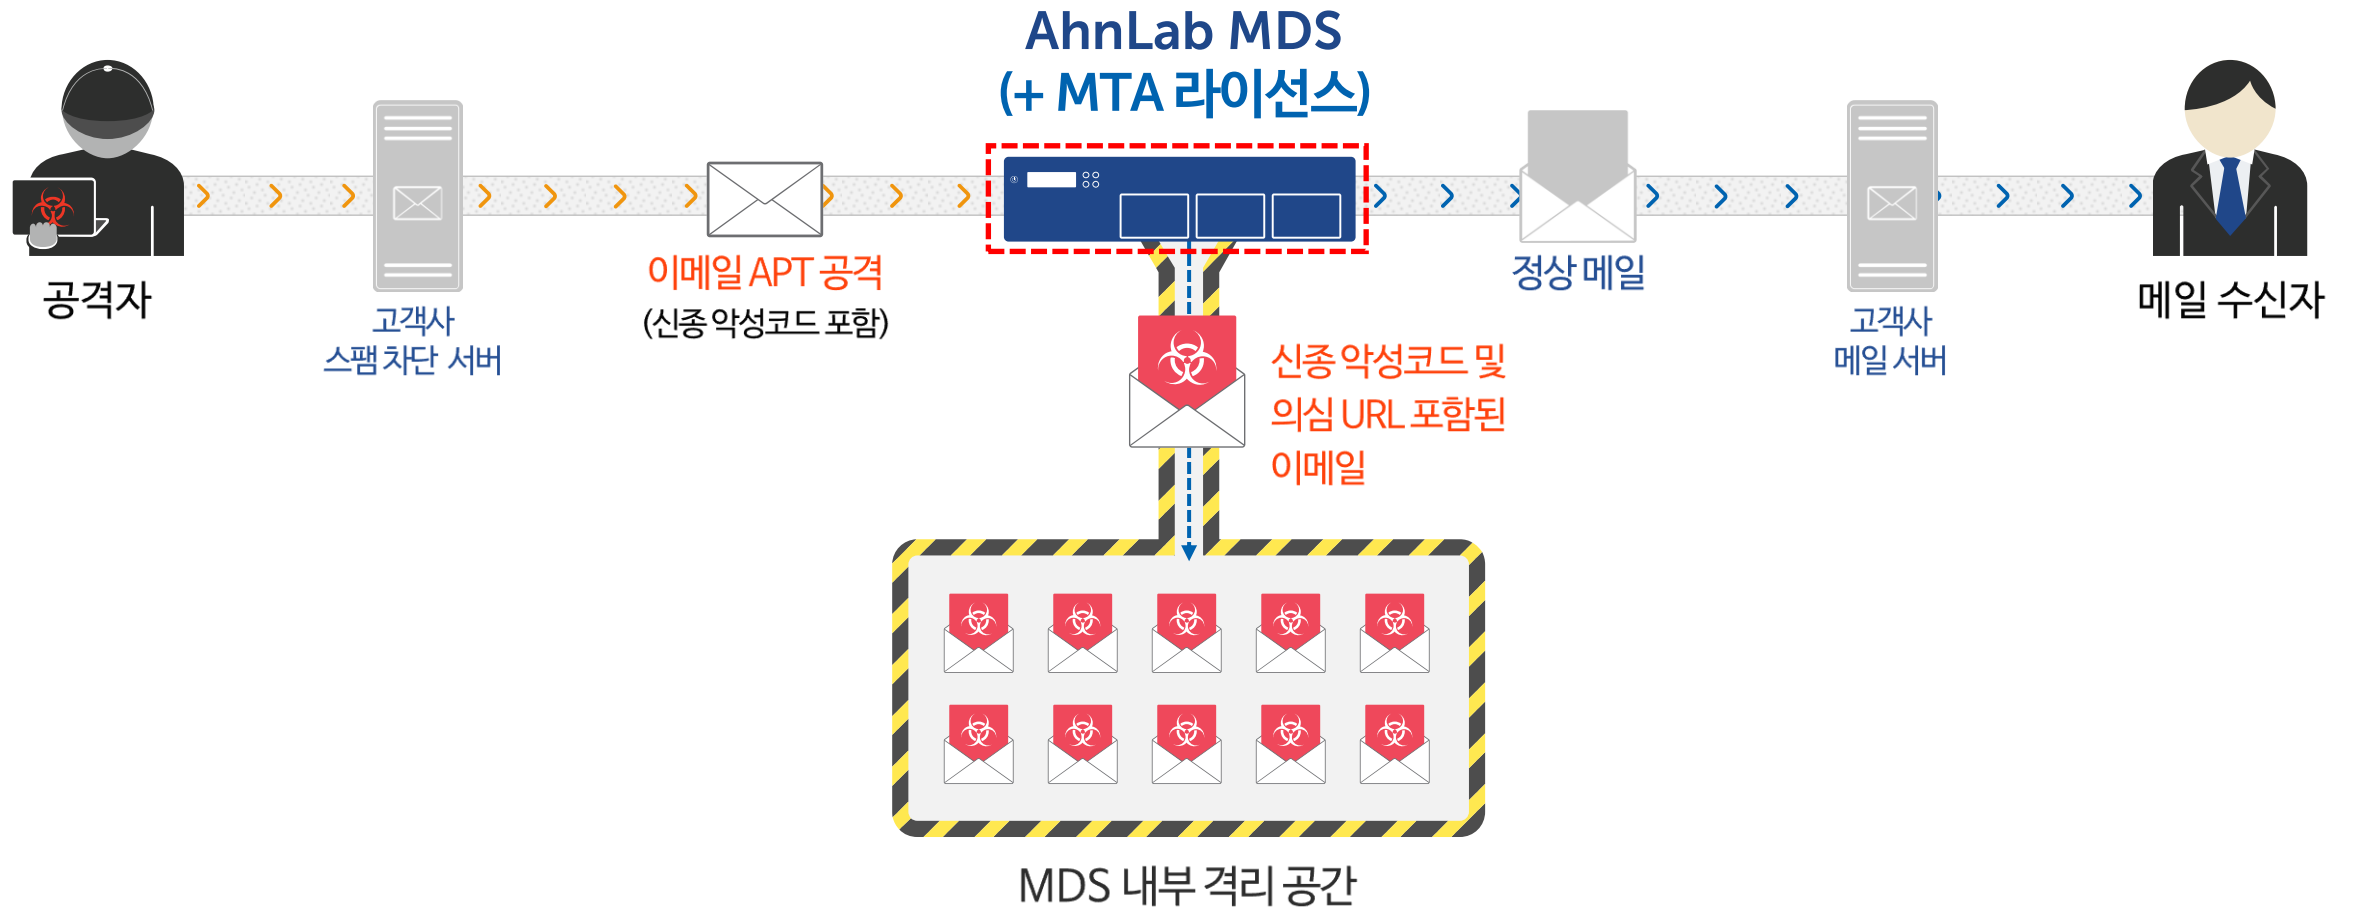 AhnLab MDS
(+ MTA 라이선스)
공격자
고객사
스팸 차단 서버
이메일 APT 공격
(신종 악성코드 포함)
정상 메일
고객사
메일 서버
메일 수신자
신종 악성코드 및
의심 URL 포함된
이메일
MDS 내부 격리 공간